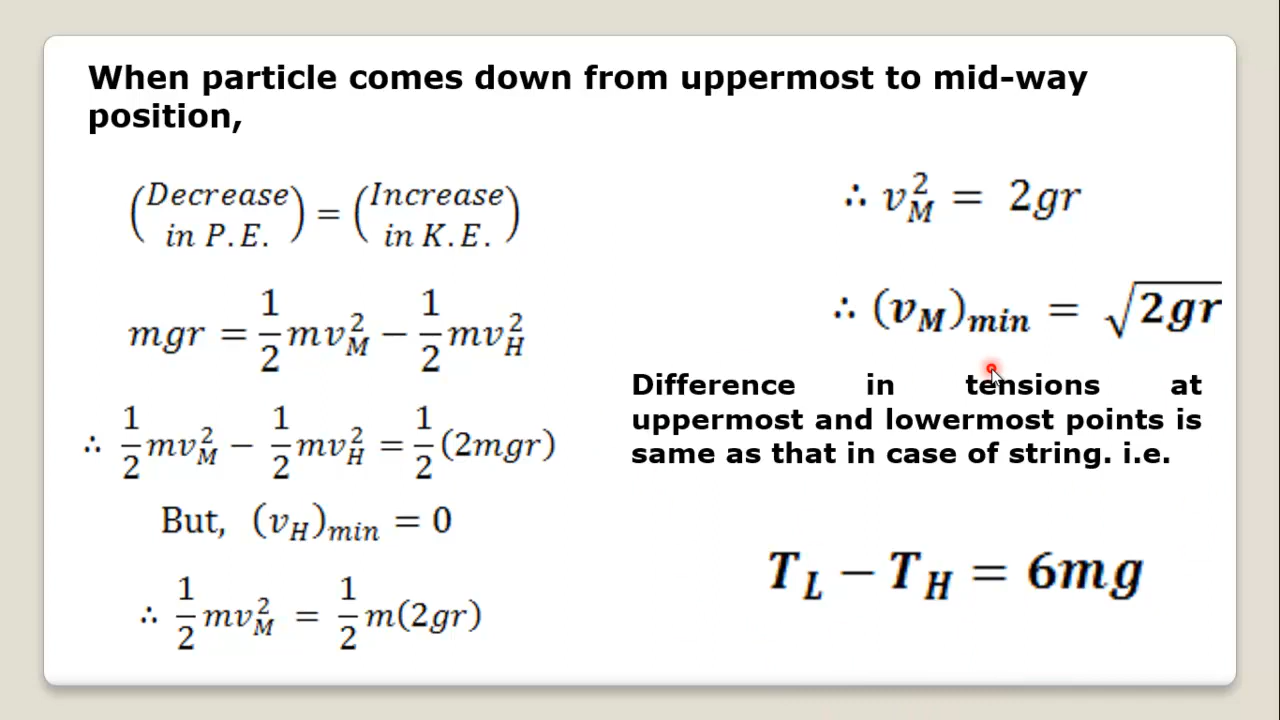 When particle comes down from uppermost to mid-way
position,
(Decrease in P.E.) = (Increase in K.E.)
mgr = 1/2 mv_M^2 − 1/2 mv_H^2
∴ 1/2 mv_M^2 − 1/2 mv_H^2 = 1/2 (2mgr)
But, (v_H)_min = 0
∴ 1/2 mv_M^2 = 1/2 m(2gr)
∴ v_M^2 = 2gr
∴ (v_M)_min = √2gr
Difference in tensions at
uppermost and lowermost points is
same as that in case of string. i.e.
T_L − T_H = 6mg